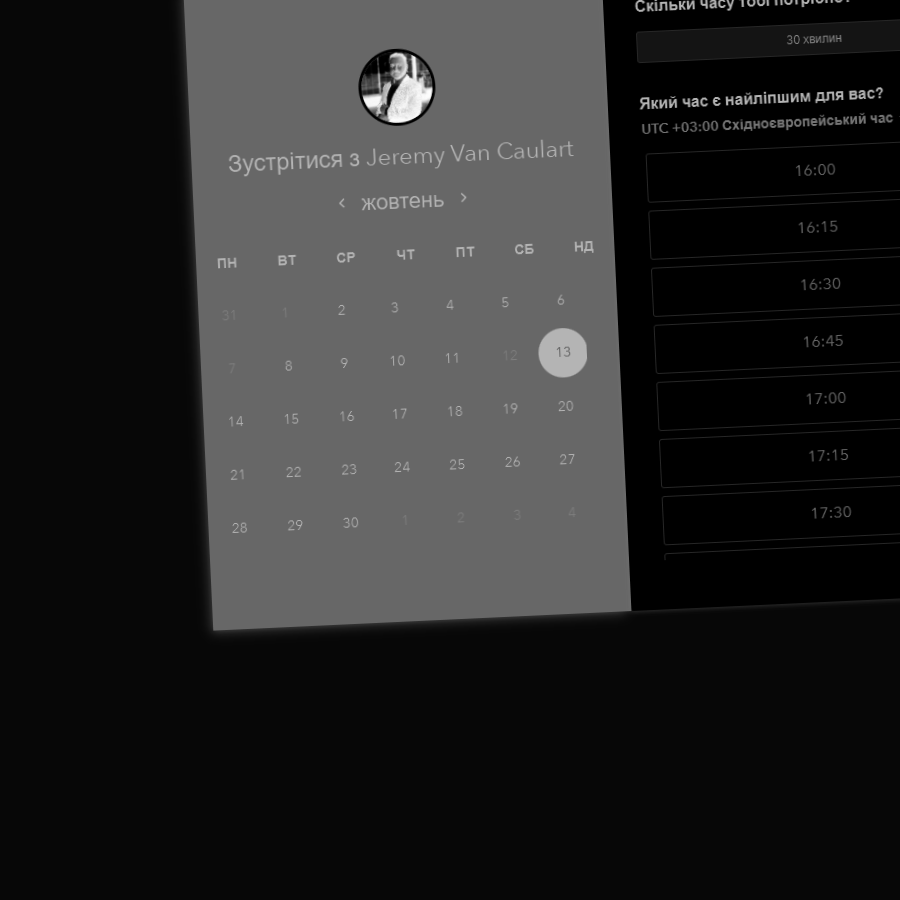 Зустрітися з Jeremy Van Caulart
‹ жовтень ›
ПН ВТ СР ЧТ ПТ СБ НД
31 1 2 3 4 5 6
7 8 9 10 11 12 13
14 15 16 17 18 19 20
21 22 23 24 25 26 27
28 29 30 1 2 3 4
Скільки часу тобі потрібно?
30 хвилин
Який час є найліпшим для вас?
UTC +03:00 Східноєвропейський час
16:00
16:15
16:30
16:45
17:00
17:15
17:30